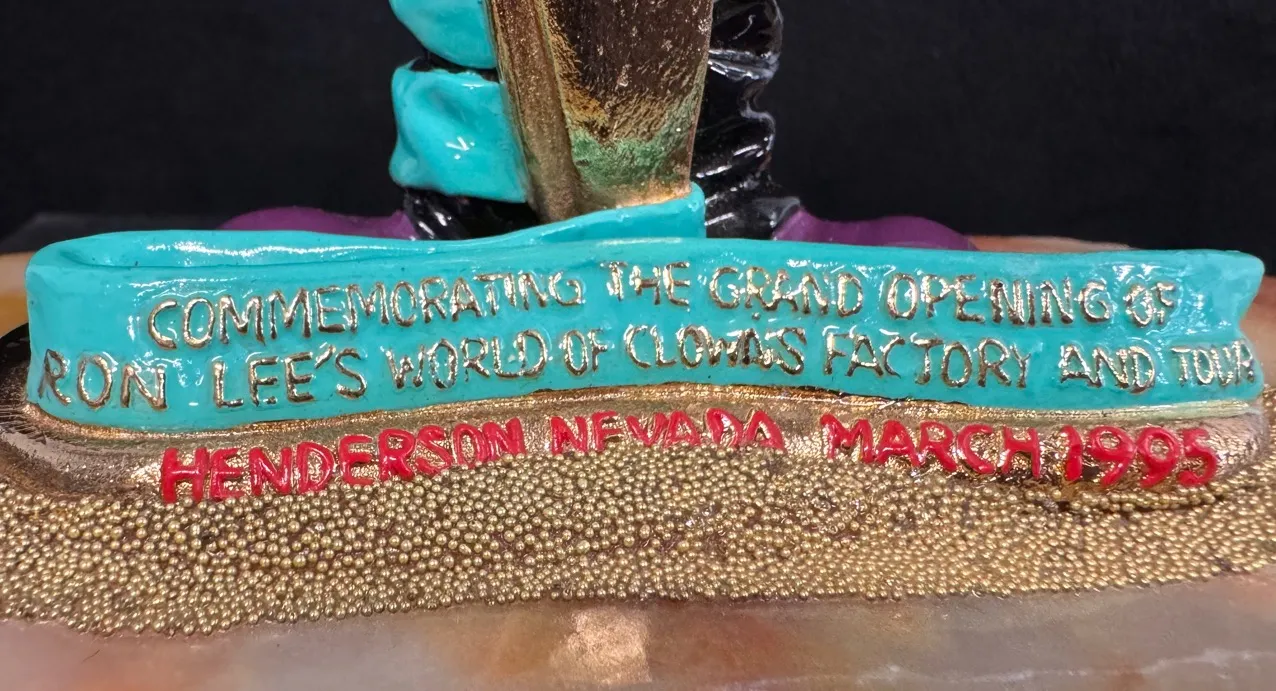 COMMEMORATING THE GRAND OPENING OF
RON LEE'S WORLD OF CLOWNS FACTORY AND TOUR
HENDERSON NEVADA MARCH 1995